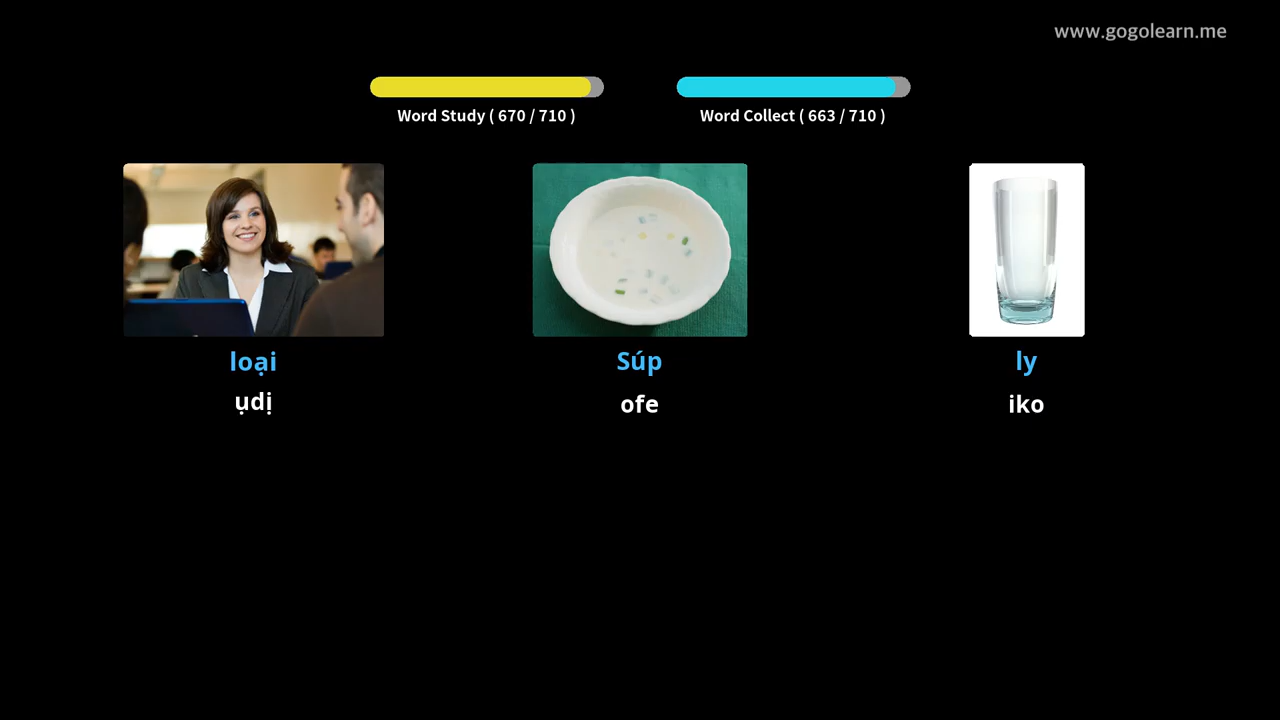 www.gogolearn.me
Word Study ( 670 / 710 )
Word Collect ( 663 / 710 )
loại
Súp
ly
ụdị
ofe
iko